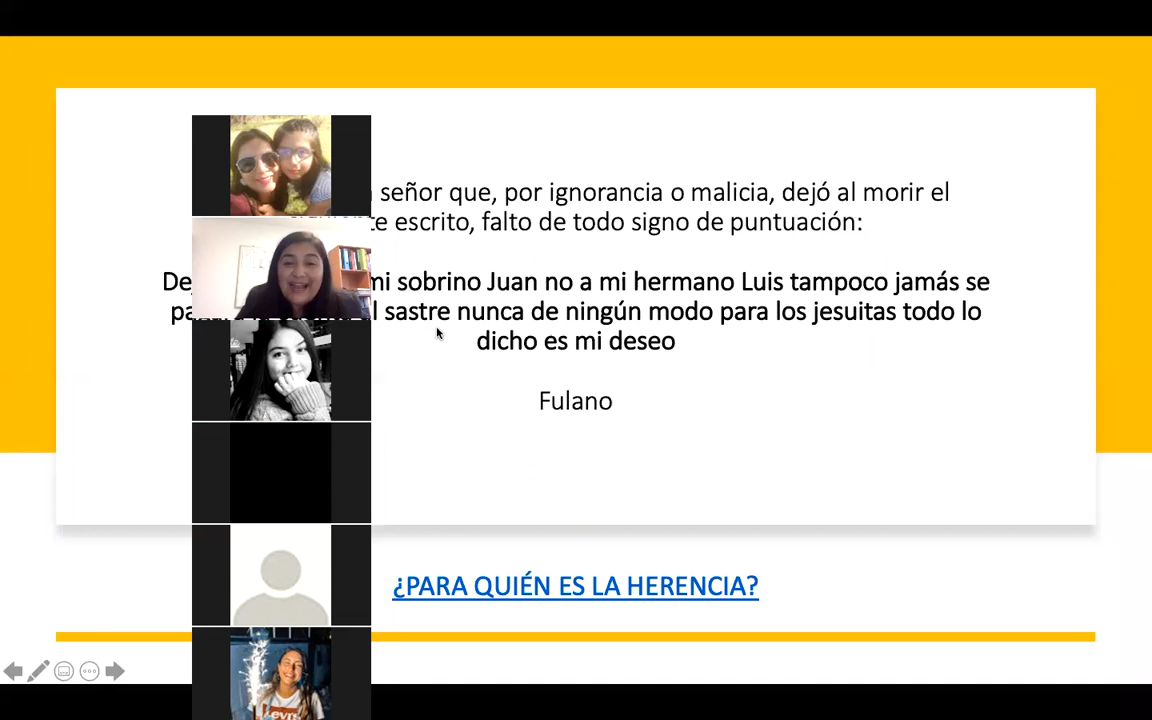 señor que, por ignorancia o malicia, dejó al morir el
escrito, falto de todo signo de puntuación:
mi sobrino Juan no a mi hermano Luis tampoco jamás se
sastre nunca de ningún modo para los jesuitas todo lo
dicho es mi deseo
Fulano
¿PARA QUIÉN ES LA HERENCIA?
Levi's